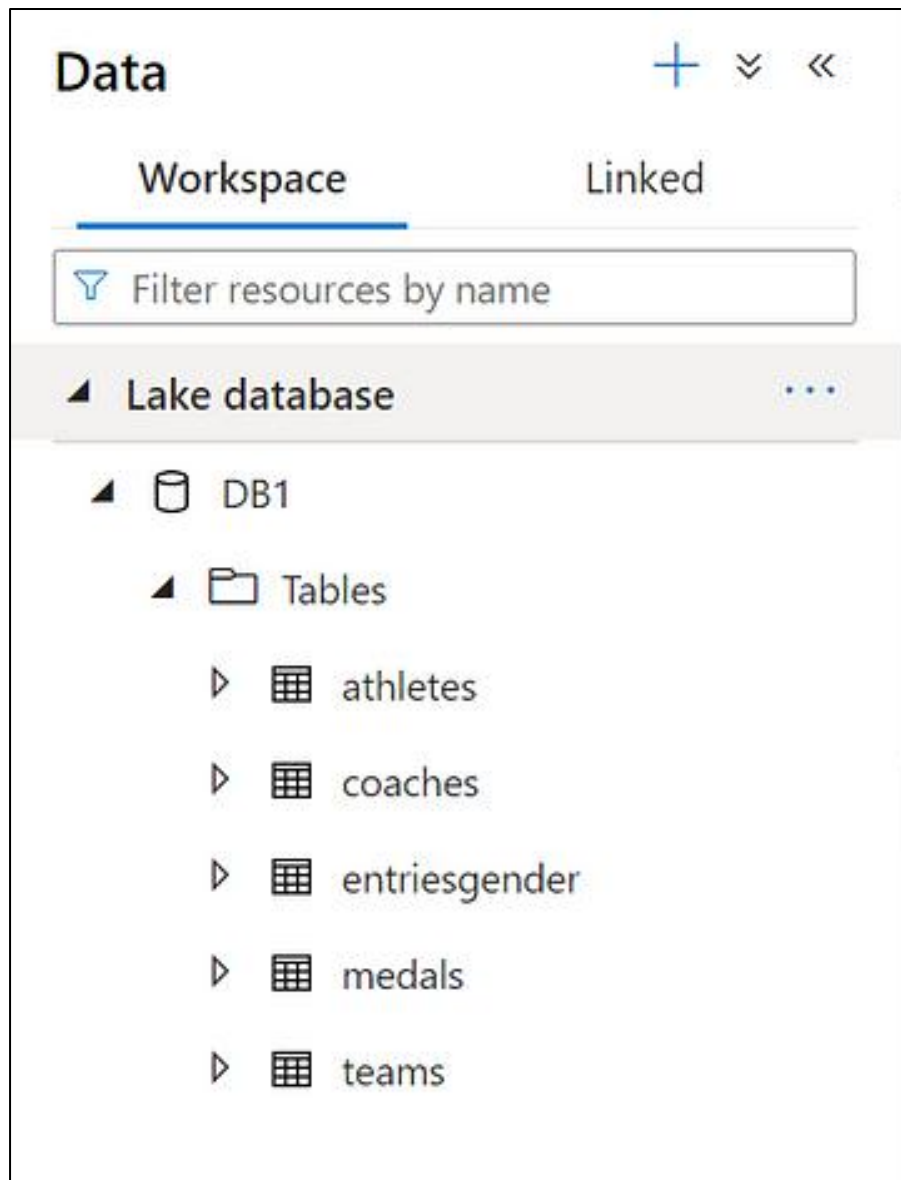 Data
Workspace Linked
Filter resources by name
Lake database
DB1
Tables
athletes
coaches
entriesgender
medals
teams